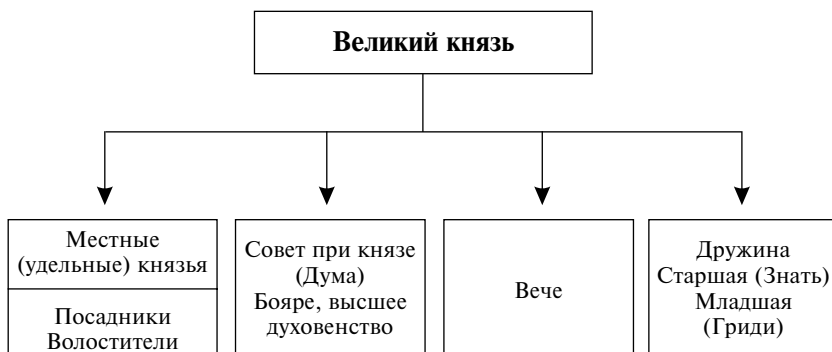 Великий князь
Местные
(удельные) князья
Посадники
Волостители
Совет при князе
(Дума)
Бояре, высшее
духовенство
Вече
Дружина
Старшая (Знать)
Младшая
(Гриди)